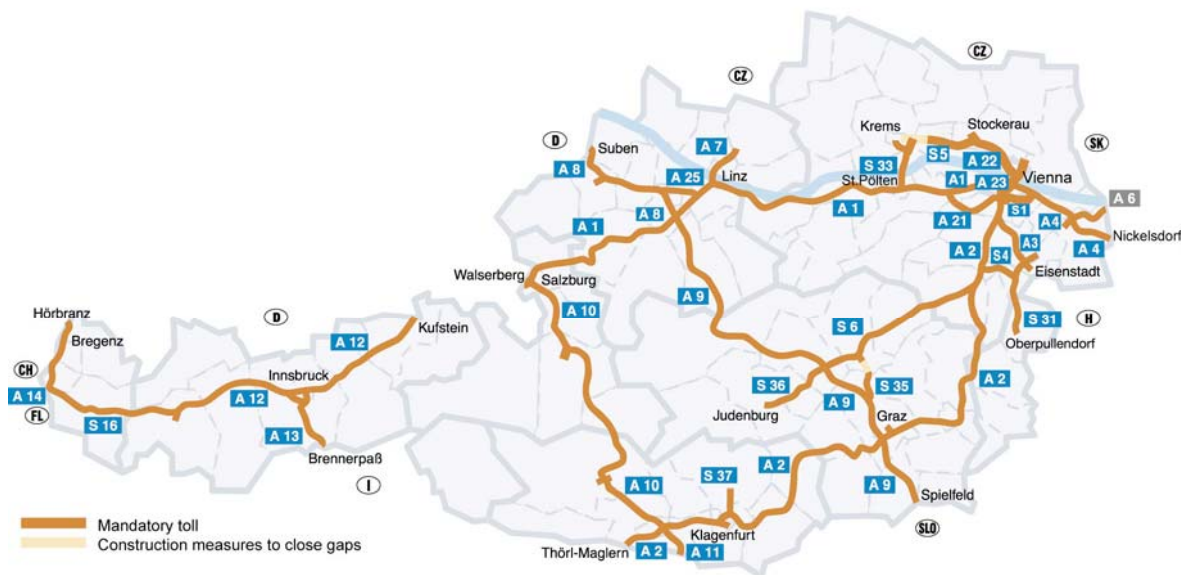 CZ
CZ
D
Suben
A 8
A 7
A 25
Linz
Krems
Stockerau
S 33
S5
A 22
SK
St.Pölten
A1
A 23
Vienna
A 6
A 1
A 8
A 1
A 21
S1
A4
Nickelsdorf
A 4
A 2
S4
A3
Eisenstadt
Walserberg
Salzburg
A 10
A 9
S 6
S 31
H
Oberpullendorf
Hörbranz
Bregenz
D
A 12
Kufstein
CH
A 14
FL
Innsbruck
A 12
S 16
A 13
Brennerpaß
I
S 36
Judenburg
S 35
A 9
Graz
A 2
A 2
S 37
A 10
A 9
Spielfeld
SLO
Klagenfurt
Thörl-Maglern
A 2
A 11
Mandatory toll
Construction measures to close gaps